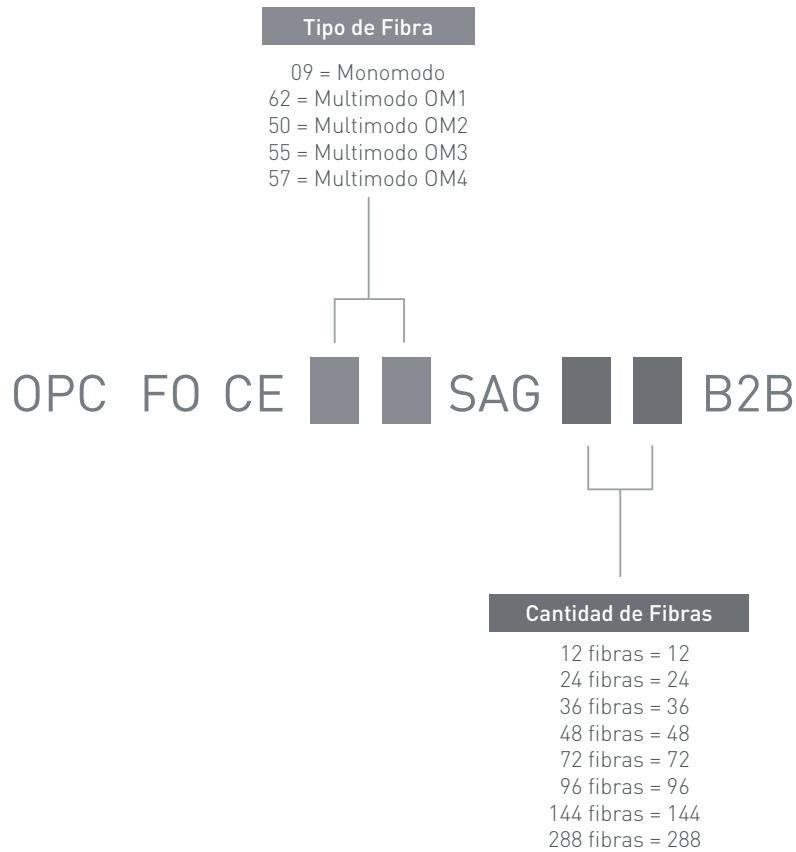 Tipo de Fibra
09 = Monomodo
62 = Multimodo OM1
50 = Multimodo OM2
55 = Multimodo OM3
57 = Multimodo OM4
OPC FO CE SAG B2B
Cantidad de Fibras
12 fibras = 12
24 fibras = 24
36 fibras = 36
48 fibras = 48
72 fibras = 72
96 fibras = 96
144 fibras = 144
288 fibras = 288